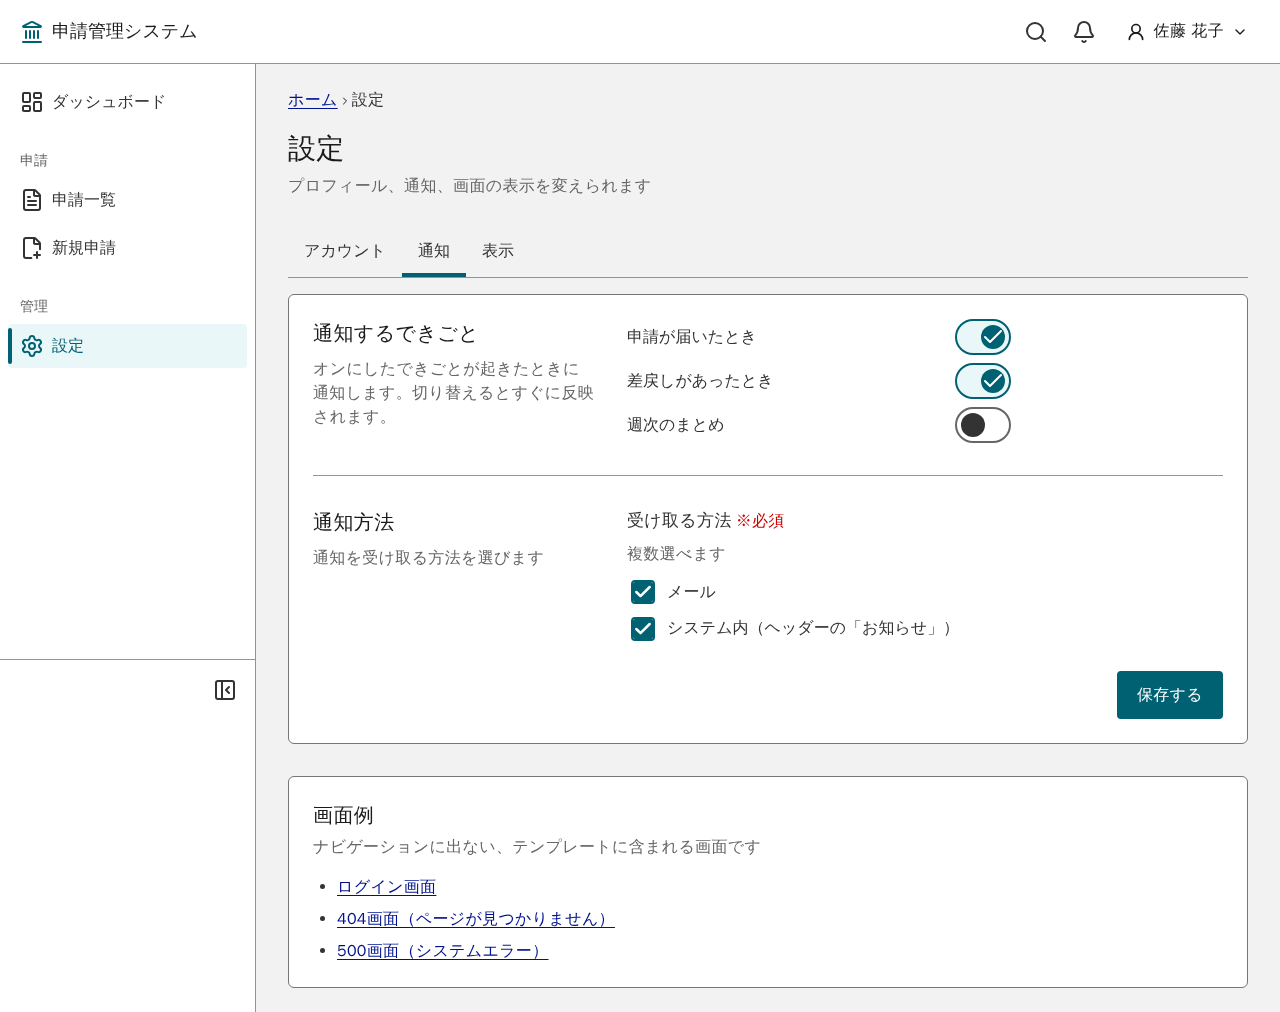 申請管理システム
佐藤 花子
ダッシュボード
申請
申請一覧
新規申請
管理
設定
ホーム › 設定
設定
プロフィール、通知、画面の表示を変えられます
アカウント
通知
表示
通知するできごと
オンにしたできごとが起きたときに
通知します。切り替えるとすぐに反映
されます。
申請が届いたとき
差戻しがあったとき
週次のまとめ
通知方法
通知を受け取る方法を選びます
受け取る方法 ※必須
複数選べます
メール
システム内（ヘッダーの「お知らせ」）
保存する
画面例
ナビゲーションに出ない、テンプレートに含まれる画面です
ログイン画面
404画面（ページが見つかりません）
500画面（システムエラー）